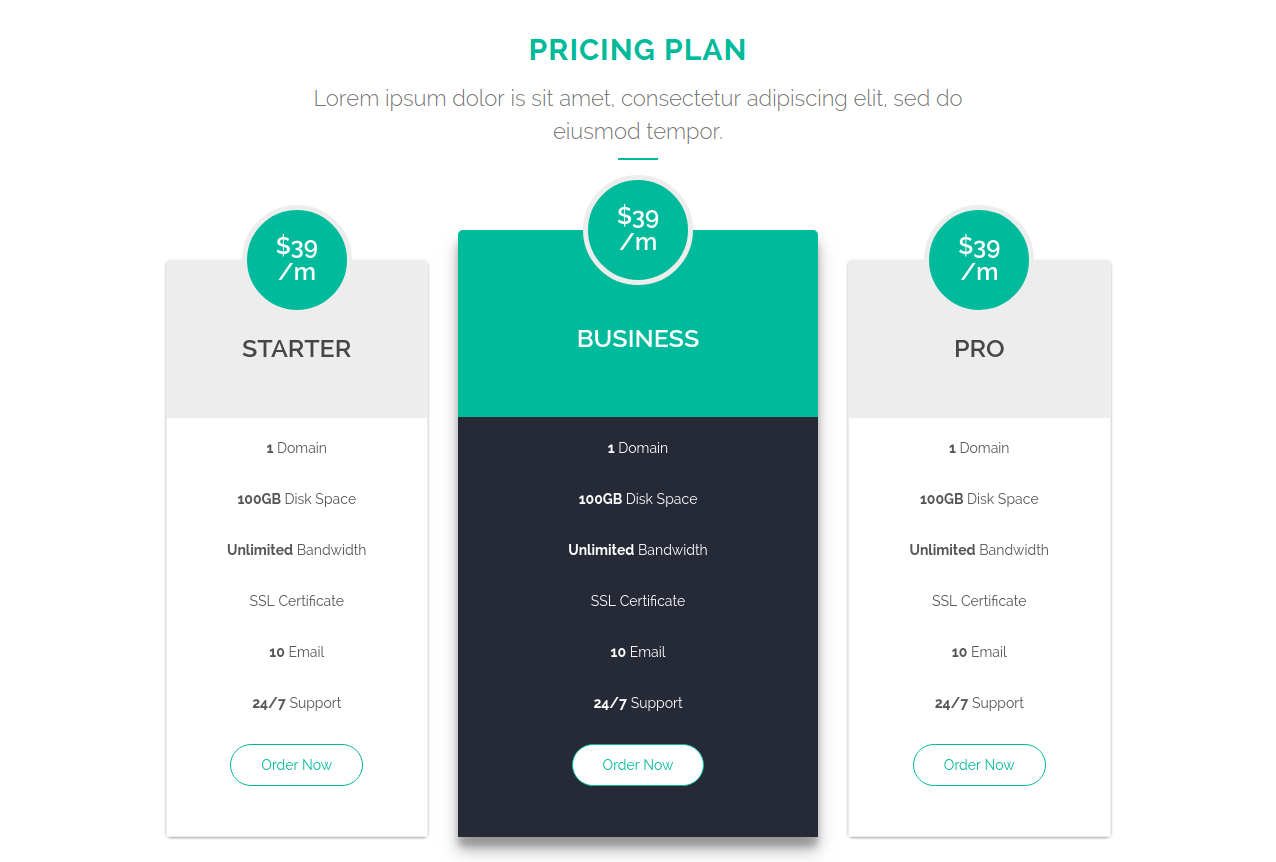 PRICING PLAN
Lorem ipsum dolor is sit amet, consectetur adipiscing elit, sed do
eiusmod tempor.
$39
/m
STARTER
1 Domain
100GB Disk Space
Unlimited Bandwidth
SSL Certificate
10 Email
24/7 Support
Order Now
$39
/m
BUSINESS
1 Domain
100GB Disk Space
Unlimited Bandwidth
SSL Certificate
10 Email
24/7 Support
Order Now
$39
/m
PRO
1 Domain
100GB Disk Space
Unlimited Bandwidth
SSL Certificate
10 Email
24/7 Support
Order Now